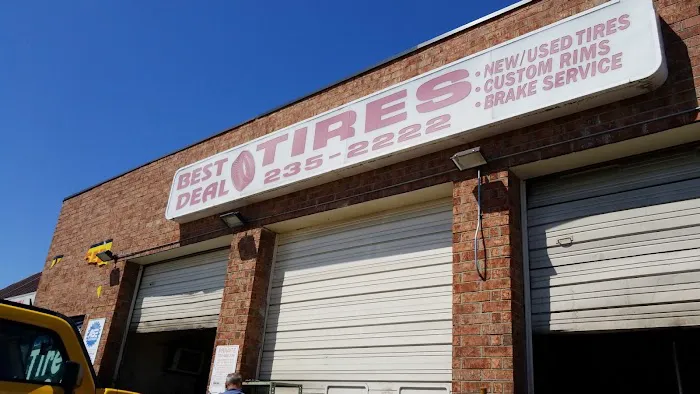 BEST
DEAL
TIRES
235-2222
• NEW/USED TIRES
• CUSTOM RIMS
• BRAKE SERVICE
Tire